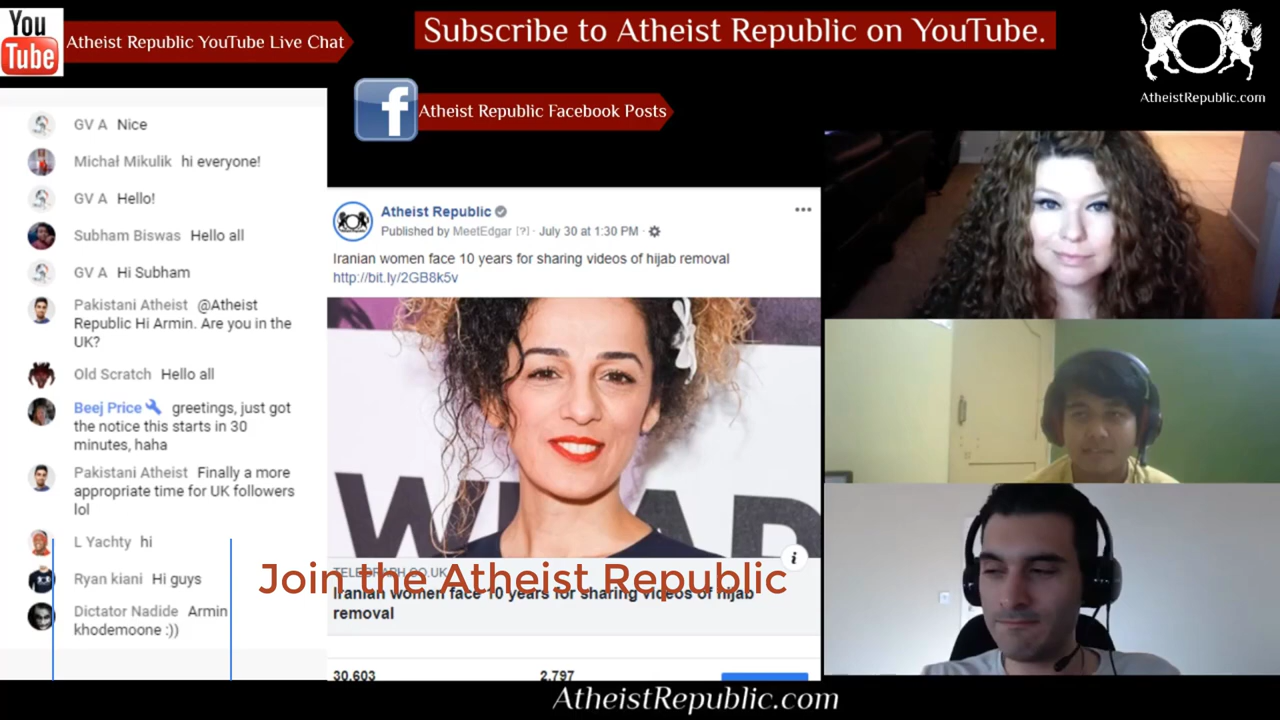 You
Tube
Atheist Republic YouTube Live Chat
Subscribe to Atheist Republic on YouTube.
AtheistRepublic.com
f
Atheist Republic Facebook Posts
GV A Nice
Michał Mikulik hi everyone!
GV A Hello!
Subham Biswas Hello all
GV A Hi Subham
Pakistani Atheist @Atheist
Republic Hi Armin. Are you in the
UK?
Old Scratch Hello all
Beej Price greetings, just got
the notice this starts in 30
minutes, haha
Pakistani Atheist Finally a more
appropriate time for UK followers
lol
L Yachty hi
Ryan kiani Hi guys
Dictator Nadide Armin
khodemoone :))
Atheist Republic
Published by MeetEdgar [?] · July 30 at 1:30 PM ·
Iranian women face 10 years for sharing videos of hijab removal
http://bit.ly/2GB8k5v
i
TELEGRAPH.CO.UK
Join the Atheist Republic
Iranian women face 10 years for sharing videos of hijab
removal
30,603 2,797
AtheistRepublic.com